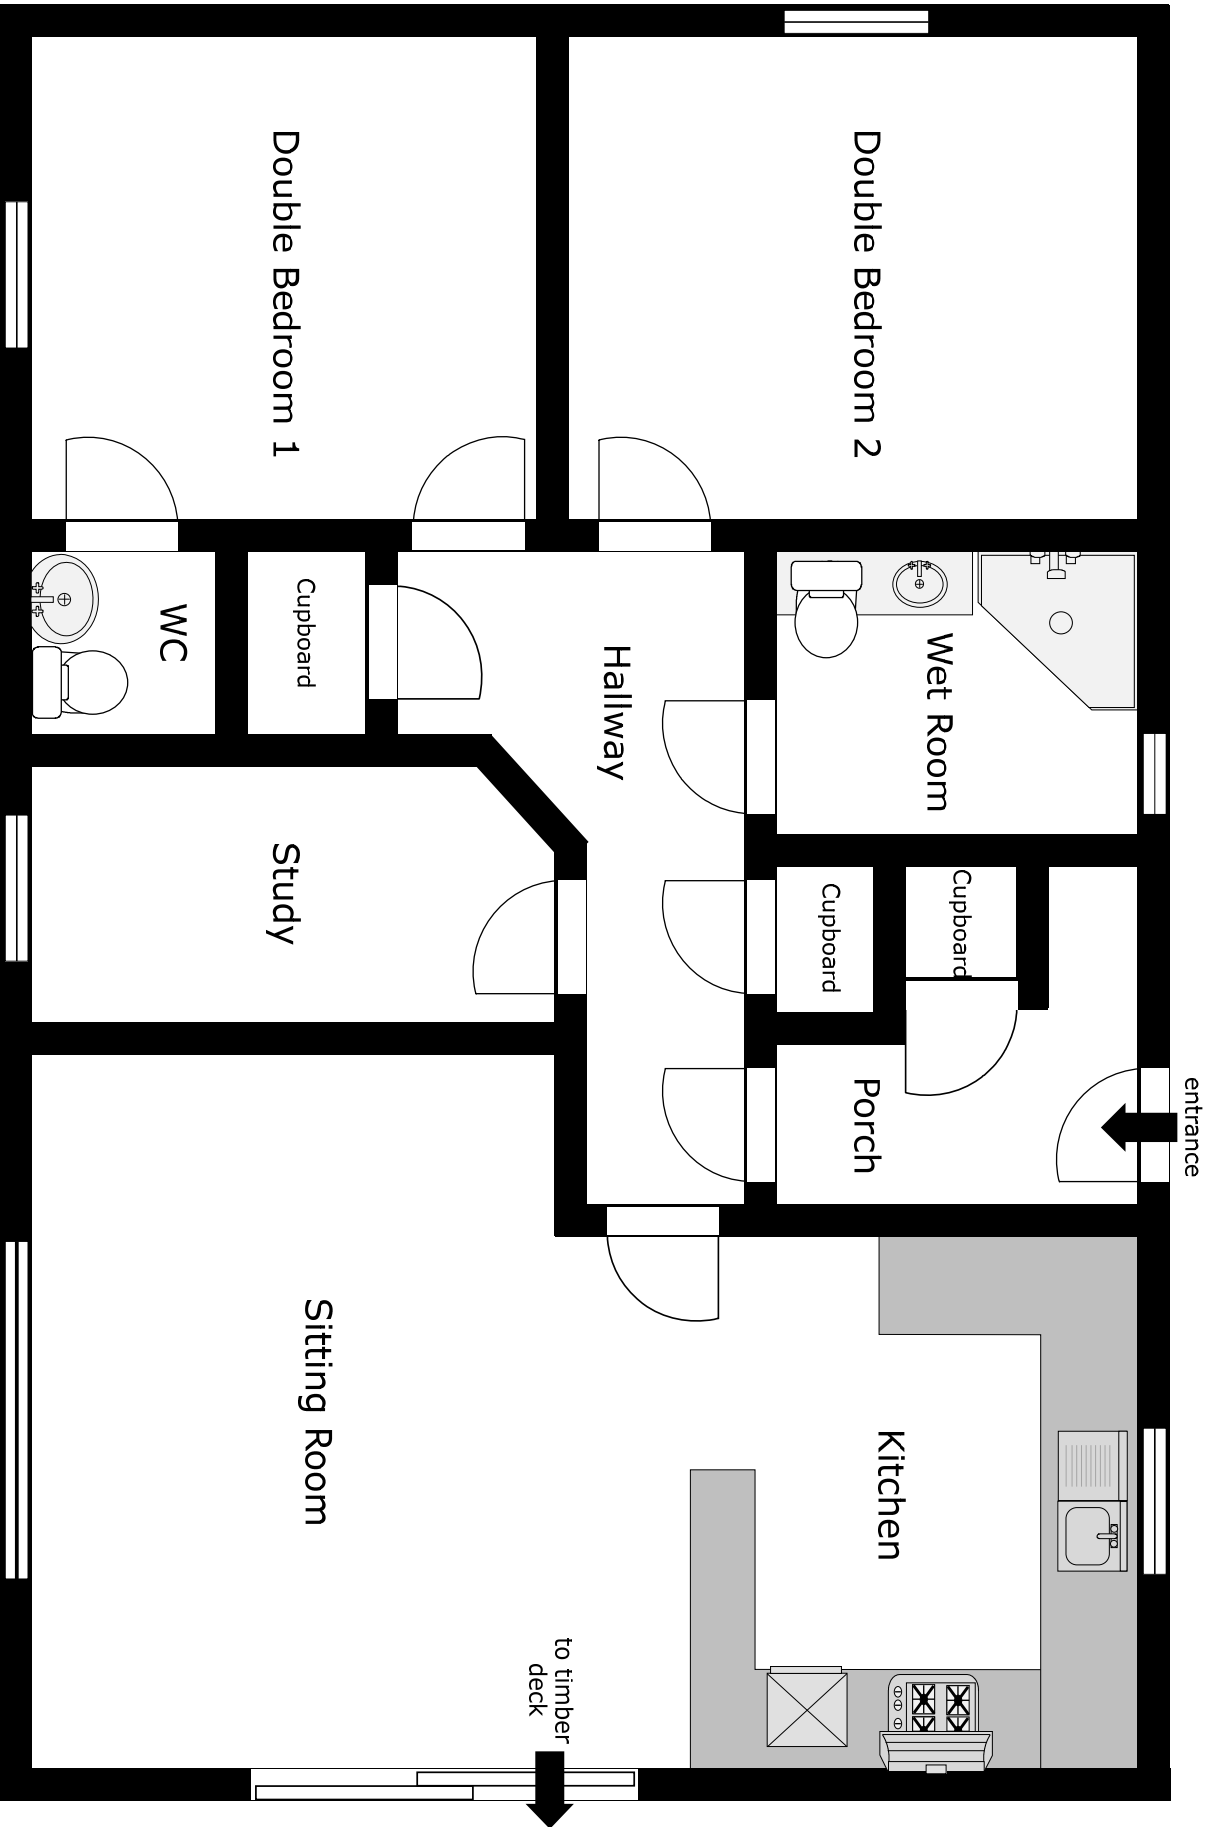 Double Bedroom 1
Double Bedroom 2
WC
Cupboard
Hallway
Wet Room
Study
Cupboard
Cupboard
Porch
entrance
Sitting Room
Kitchen
to timber
deck